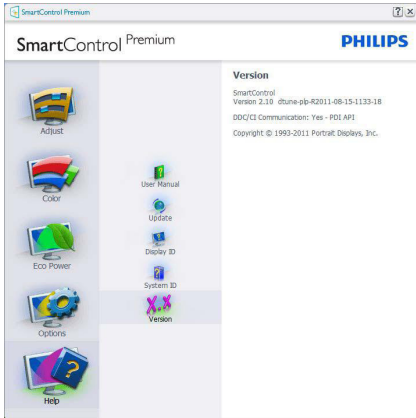 SmartControl Premium
SmartControl Premium
PHILIPS
Adjust
Color
Eco Power
Options
Help
User Manual
Update
Display ID
System ID
X.X
Version
Version
SmartControl
Version 2.10 dtune-plp-R2011-08-15-1133-18
DDC/CI Communication: Yes - PDI API
Copyright © 1993-2011 Portrait Displays, Inc.